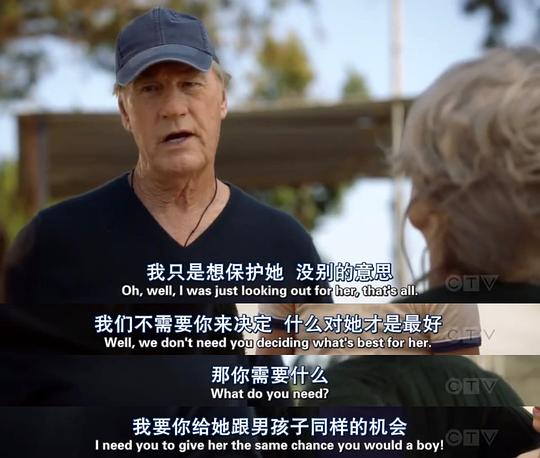 我只是想保护她 没别的意思
Oh, well, I was just looking out for her, that's all.
CTV
我们不需要你来决定 什么对她才是最好
Well, we don't need you deciding what's best for her.
CTV
那你需要什么
What do you need?
CTV
我要你给她跟男孩子同样的机会
I need you to give her the same chance you would a boy!
CTV